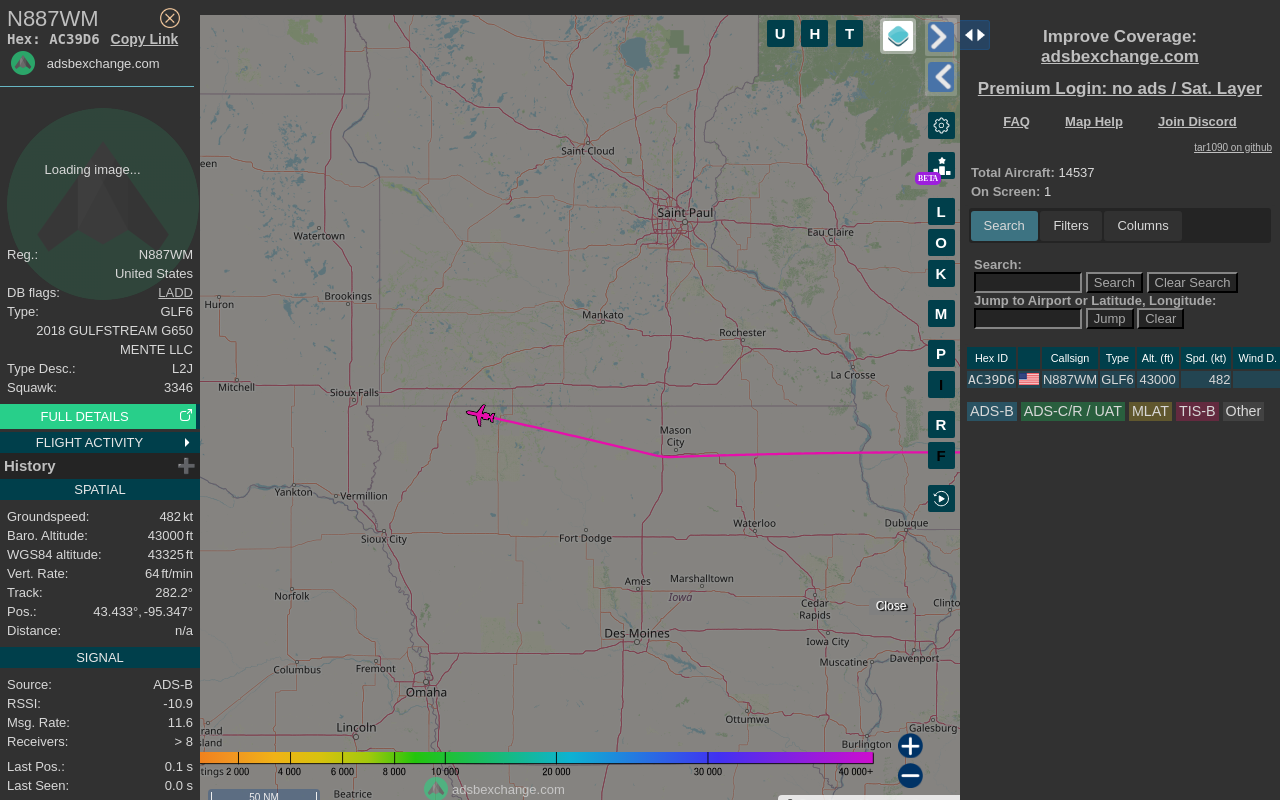 N887WM
Hex: AC39D6 Copy Link
adsbexchange.com
Loading image...
Reg.: N887WM
United States
DB flags: LADD
Type: GLF6
2018 GULFSTREAM G650
MENTE LLC
Type Desc.: L2J
Squawk: 3346
FULL DETAILS
FLIGHT ACTIVITY
History
SPATIAL
Groundspeed: 482 kt
Baro. Altitude: 43000 ft
WGS84 altitude: 43325 ft
Vert. Rate: 64 ft/min
Track: 282.2°
Pos.: 43.433°, -95.347°
Distance: n/a
SIGNAL
Source: ADS-B
RSSI: -10.9
Msg. Rate: 11.6
Receivers: > 8
Last Pos.: 0.1 s
Last Seen: 0.0 s
U H T
L
O
K
M
P
I
R
F
BETA
een
Saint Cloud
Saint Paul
Watertown
Eau Claire
Brookings
Huron
Mankato
Rochester
La Crosse
Mitchell
Sioux Falls
Mason
City
Yankton
Vermillion
Waterloo
Dubuque
Sioux City
Fort Dodge
Ames
Marshalltown
Norfolk
Iowa
Cedar
Rapids
Close
Clinto
Des Moines
Iowa City
Columbus
Fremont
Muscatine
Davenport
Omaha
Ottumwa
Lincoln
rand
sland
Galesburg
Burlington
tings 2 000 4 000 6 000 8 000 10 000 20 000 30 000 40 000+
adsbexchange.com
Beatrice
50 NM
Improve Coverage:
adsbexchange.com
Premium Login: no ads / Sat. Layer
FAQ Map Help Join Discord
tar1090 on github
Total Aircraft: 14537
On Screen: 1
Search Filters Columns
Search:
Search Clear Search
Jump to Airport or Latitude, Longitude:
Jump Clear
Hex ID Callsign Type Alt. (ft) Spd. (kt) Wind D.
AC39D6 N887WM GLF6 43000 482
ADS-B ADS-C/R / UAT MLAT TIS-B Other